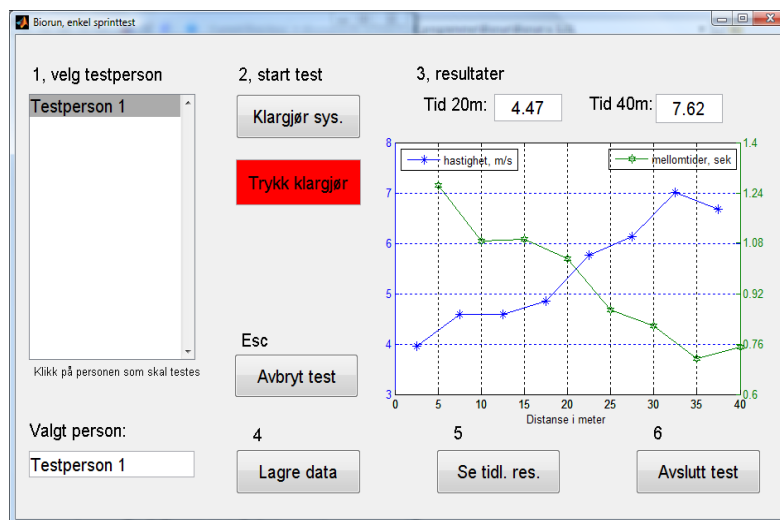 Biorun, enkel sprinttest
1, velg testperson
Testperson 1
Klikk på personen som skal testes
Valgt person:
Testperson 1
2, start test
Klargjør sys.
Trykk klargjør
Esc
Avbryt test
4
Lagre data
3, resultater
Tid 20m: 4.47 Tid 40m: 7.62
hastighet, m/s
mellomtider, sek
8
7
6
5
4
3
1.4
1.24
1.08
0.92
0.76
0.6
0 5 10 15 20 25 30 35 40
Distanse i meter
5
Se tidl. res.
6
Avslutt test